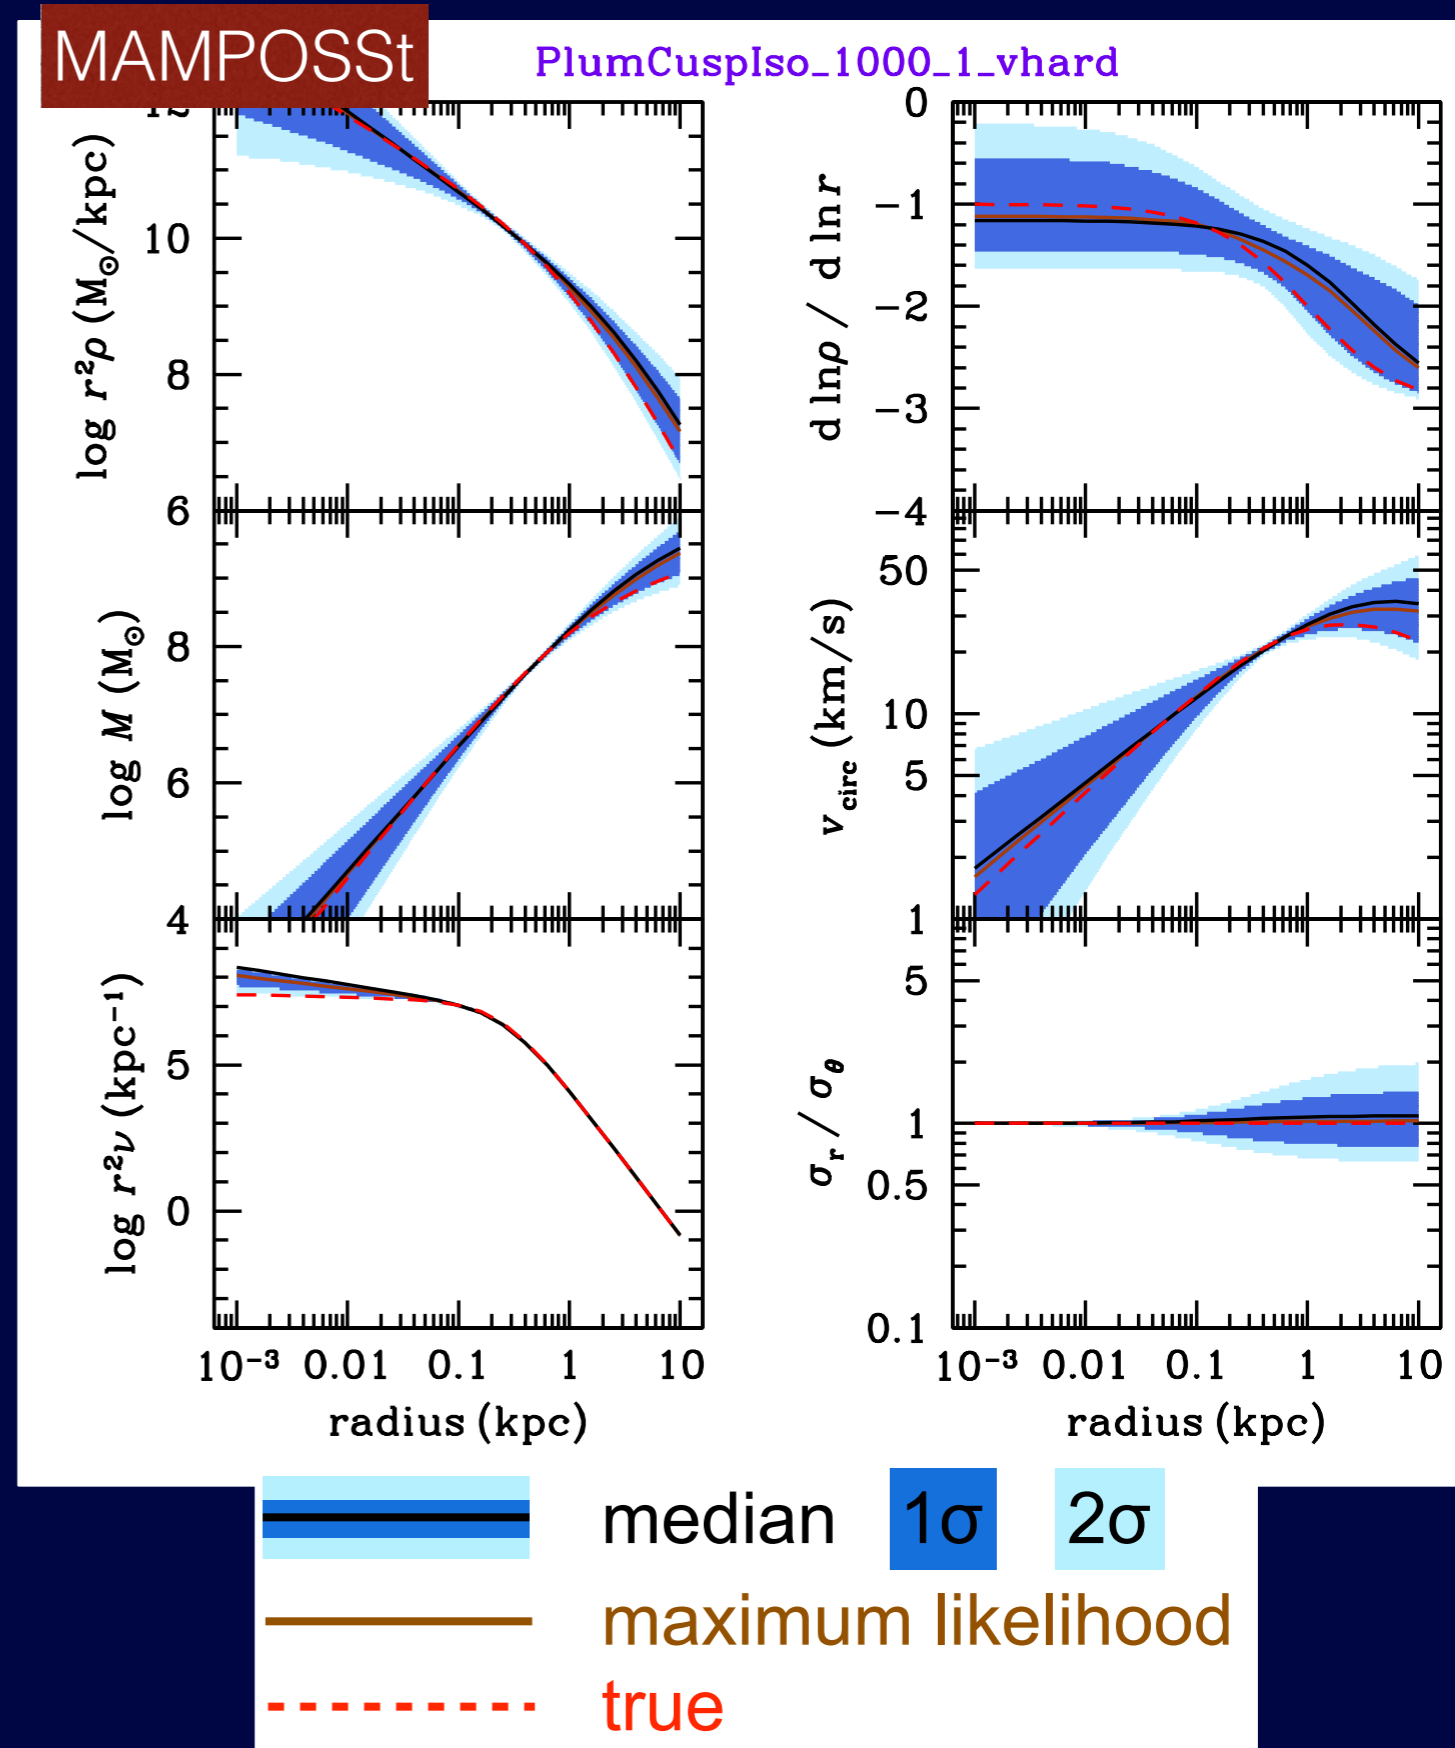 MAMPOSSt
PlumCuspIso_1000_1_vhard
log r²ρ (M⊙/kpc)
10
8
6
d lnρ / d lnr
0
−1
−2
−3
−4
log M (M⊙)
8
6
4
v_circ (km/s)
50
10
5
1
log r²ν (kpc⁻¹)
5
0
σ_r / σ_θ
5
1
0.5
0.1
10⁻³ 0.01 0.1 1 10
radius (kpc)
10⁻³ 0.01 0.1 1 10
radius (kpc)
median 1σ 2σ
maximum likelihood
true